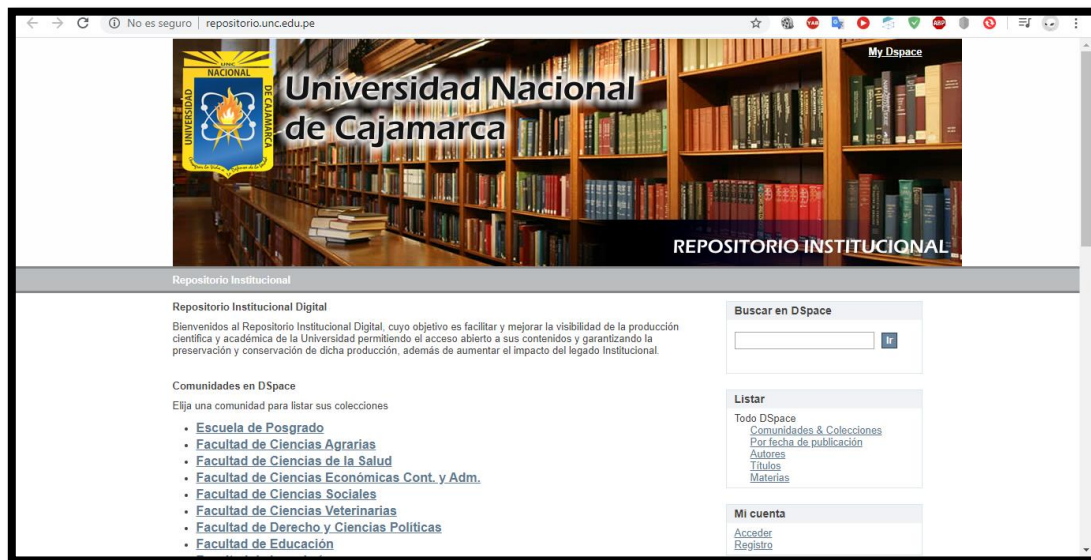 No es seguro | repositorio.unc.edu.pe
My Dspace
UNC
NACIONAL
UNIVERSIDAD
DE CAJAMARCA
Universidad Nacional
de Cajamarca
REPOSITORIO INSTITUCIONAL
Repositorio Institucional
Repositorio Institucional Digital
Bienvenidos al Repositorio Institucional Digital, cuyo objetivo es facilitar y mejorar la visibilidad de la producción
científica y académica de la Universidad permitiendo el acceso abierto a sus contenidos y garantizando la
preservación y conservación de dicha producción, además de aumentar el impacto del legado Institucional.
Comunidades en DSpace
Elija una comunidad para listar sus colecciones
Escuela de Posgrado
Facultad de Ciencias Agrarias
Facultad de Ciencias de la Salud
Facultad de Ciencias Económicas Cont. y Adm.
Facultad de Ciencias Sociales
Facultad de Ciencias Veterinarias
Facultad de Derecho y Ciencias Políticas
Facultad de Educación
Buscar en DSpace
Ir
Listar
Todo DSpace
Comunidades & Colecciones
Por fecha de publicación
Autores
Títulos
Materias
Mi cuenta
Acceder
Registro